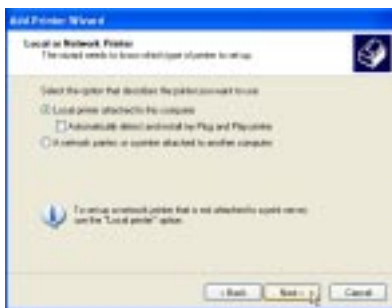 Add Printer Wizard
Local or Network Printer
The wizard needs to know which type of printer to set up.
Select the option that describes the printer you want to use:
Local printer attached to this computer
Automatically detect and install my Plug and Play printer
A network printer, or a printer attached to another computer
To set up a network printer that is not attached to a print server,
use the "Local printer" option.
< Back
Next >
Cancel